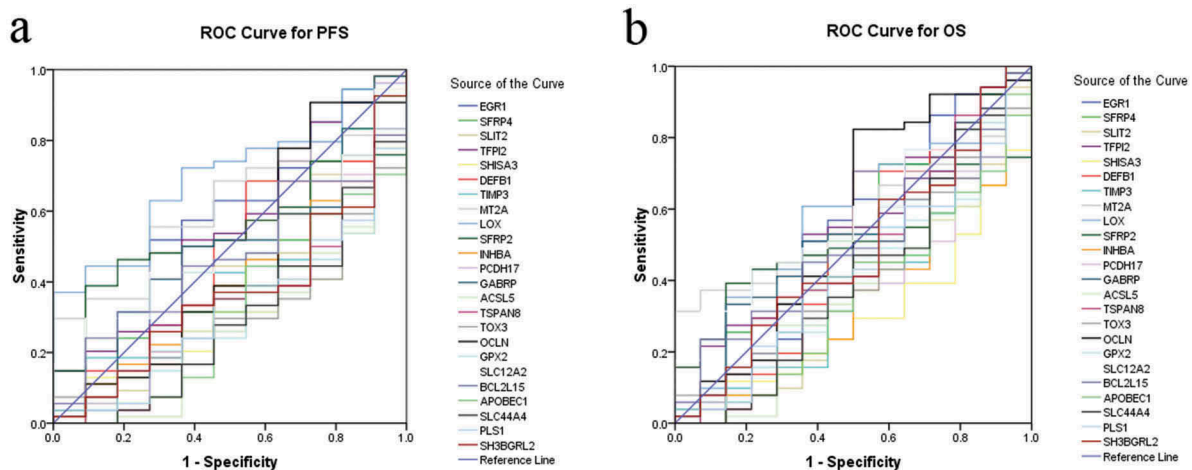 a
ROC Curve for PFS
1.0
0.8
0.6
0.4
0.2
0.0
Sensitivity
0.0 0.2 0.4 0.6 0.8 1.0
1 - Specificity
Source of the Curve
EGR1
SFRP4
SLIT2
TFPI2
SHISA3
DEFB1
TIMP3
MT2A
LOX
SFRP2
INHBA
PCDH17
GABRP
ACSL5
TSPAN8
TOX3
OCLN
GPX2
SLC12A2
BCL2L15
APOBEC1
SLC44A4
PLS1
SH3BGRL2
Reference Line
b
ROC Curve for OS
1.0
0.8
0.6
0.4
0.2
0.0
Sensitivity
0.0 0.2 0.4 0.6 0.8 1.0
1 - Specificity
Source of the Curve
EGR1
SFRP4
SLIT2
TFPI2
SHISA3
DEFB1
TIMP3
MT2A
LOX
SFRP2
INHBA
PCDH17
GABRP
ACSL5
TSPAN8
TOX3
OCLN
GPX2
SLC12A2
BCL2L15
APOBEC1
SLC44A4
PLS1
SH3BGRL2
Reference Line